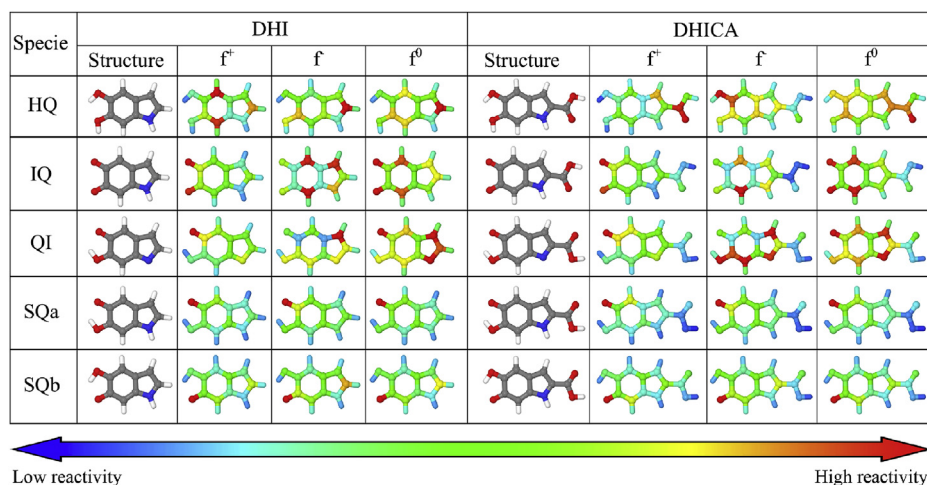 Specie DHI DHICA
Structure f⁺ f⁻ f⁰ Structure f⁺ f⁻ f⁰
HQ
IQ
QI
SQa
SQb
Low reactivity High reactivity